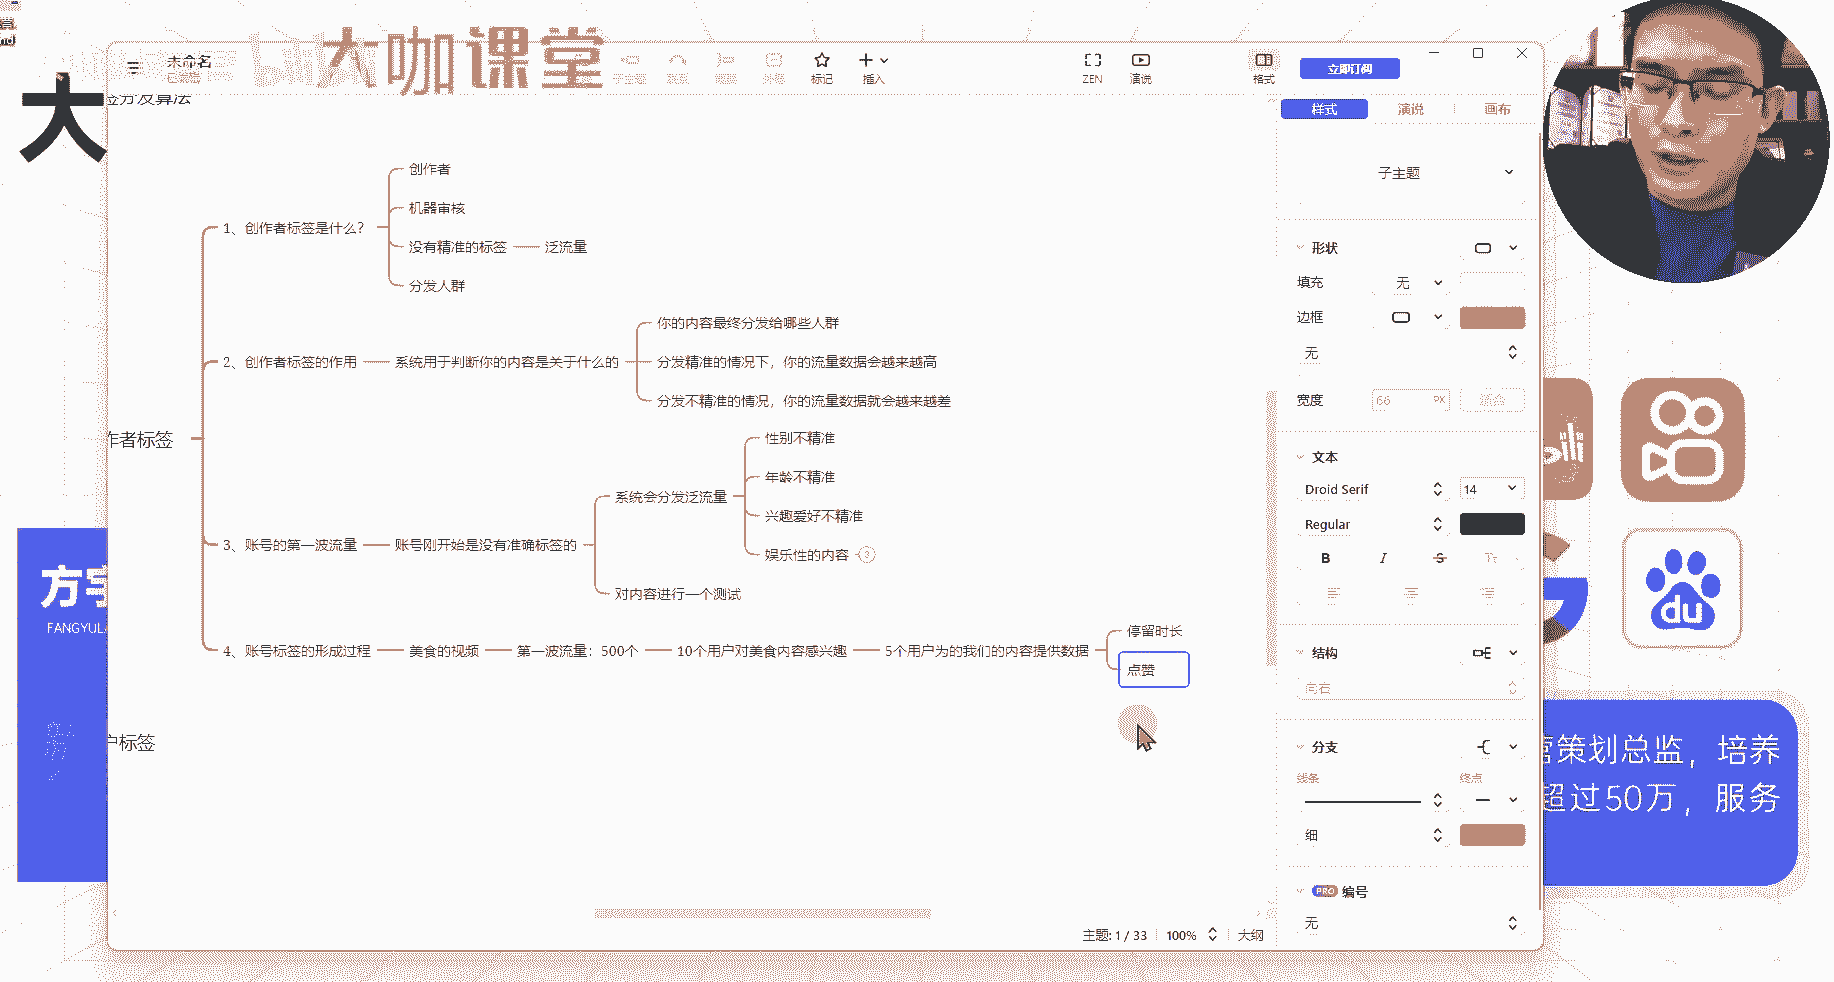 大咖课堂
大
未命名
已编辑
子主题
联系
概要
外框
标记
插入
ZEN
演说
格式
立即订阅
签分发算法
样式
演说
画布
创作者
机器审核
1、创作者标签是什么?
没有精准的标签
泛流量
分发人群
你的内容最终分发给哪些人群
2、创作者标签的作用
系统用于判断你的内容是关于什么的
分发精准的情况下，你的流量数据会越来越高
分发不精准的情况，你的流量数据就会越来越差
作者标签
性别不精准
年龄不精准
系统会分发泛流量
兴趣爱好不精准
3、账号的第一波流量
账号刚开始是没有准确标签的
娱乐性的内容
对内容进行一个测试
停留时长
4、账号标签的形成过程
美食的视频
第一波流量：500个
10个用户对美食内容感兴趣
5个用户为的我们的内容提供数据
点赞
户标签
子主题
形状
填充
无
边框
无
宽度
66
PX
文本
Droid Serif
14
Regular
B
I
S
Tт
结构
向右
分支
线条
终点
细
PRO 编号
无
主题: 1 / 33
100%
大纲
方宇
FANGYUL
bili
du
营策划总监，培养
超过50万，服务